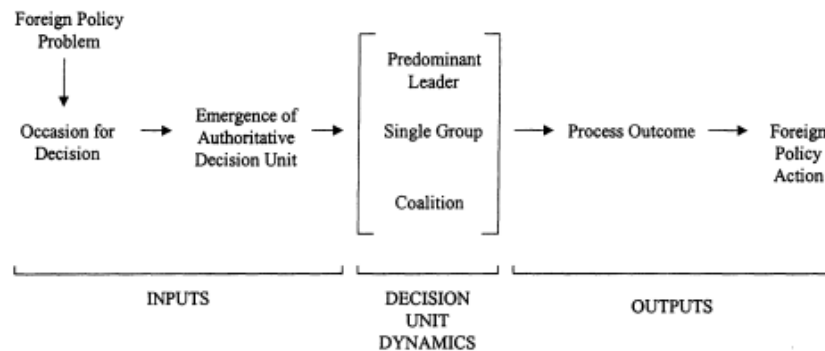 Foreign Policy
Problem
Occasion for
Decision
Emergence of
Authoritative
Decision Unit
Predominant
Leader
Single Group
Coalition
Process Outcome
Foreign
Policy
Action
INPUTS
DECISION
UNIT
DYNAMICS
OUTPUTS